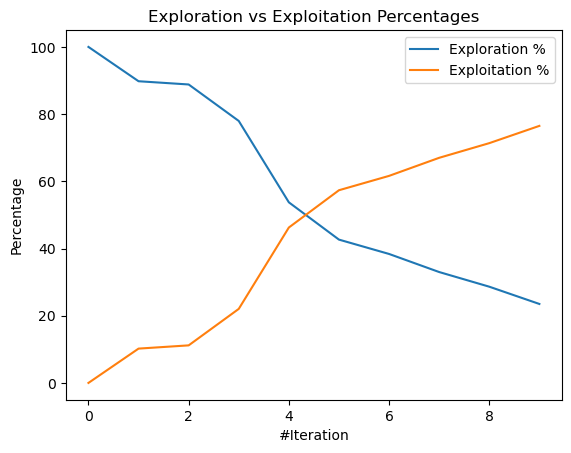 Exploration vs Exploitation Percentages
Exploration %
Exploitation %
Percentage
100
80
60
40
20
0
0 2 4 6 8
#Iteration